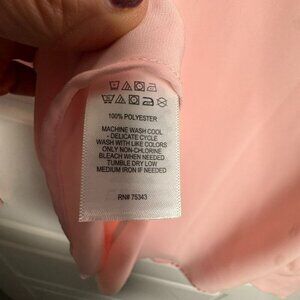 100% POLYESTER
MACHINE WASH COOL
- DELICATE CYCLE
WASH WITH LIKE COLORS
ONLY NON-CHLORINE
BLEACH WHEN NEEDED
TUMBLE DRY LOW
MEDIUM IRON IF NEEDED
RN# 75343